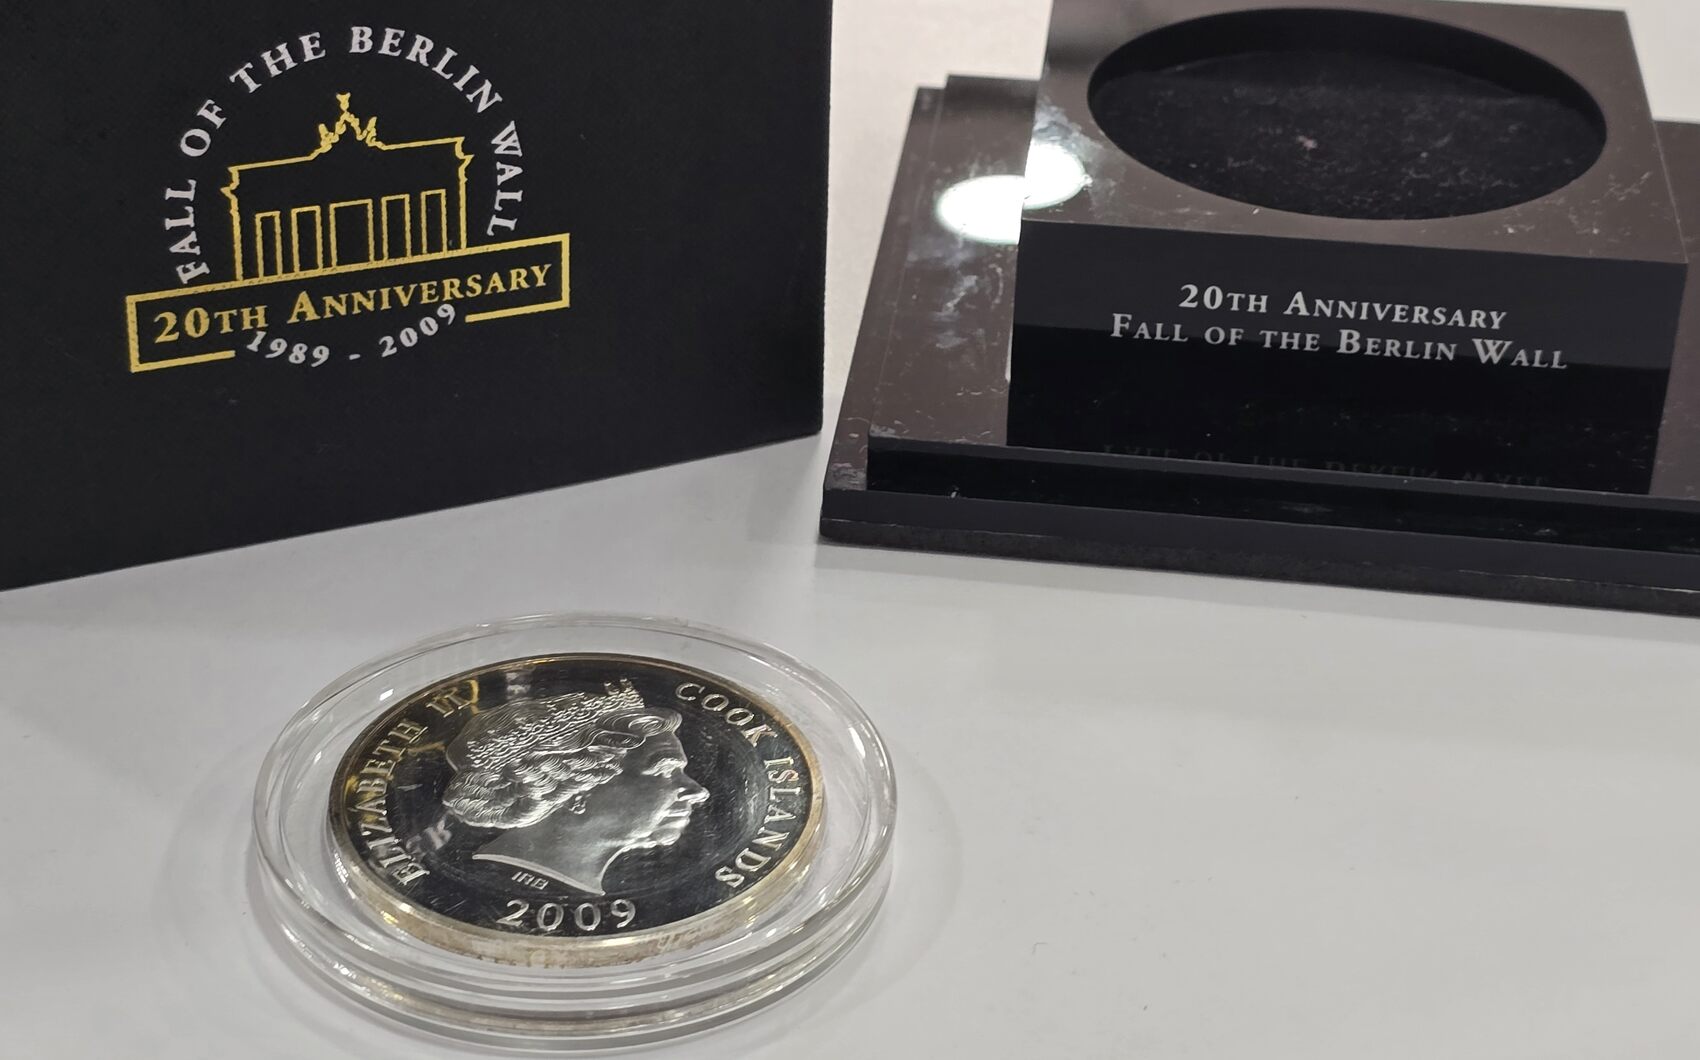 FALL OF THE BERLIN WALL
20TH ANNIVERSARY
1989 - 2009
20TH ANNIVERSARY
FALL OF THE BERLIN WALL
ELIZABETH II
COOK ISLANDS
IRB
2009